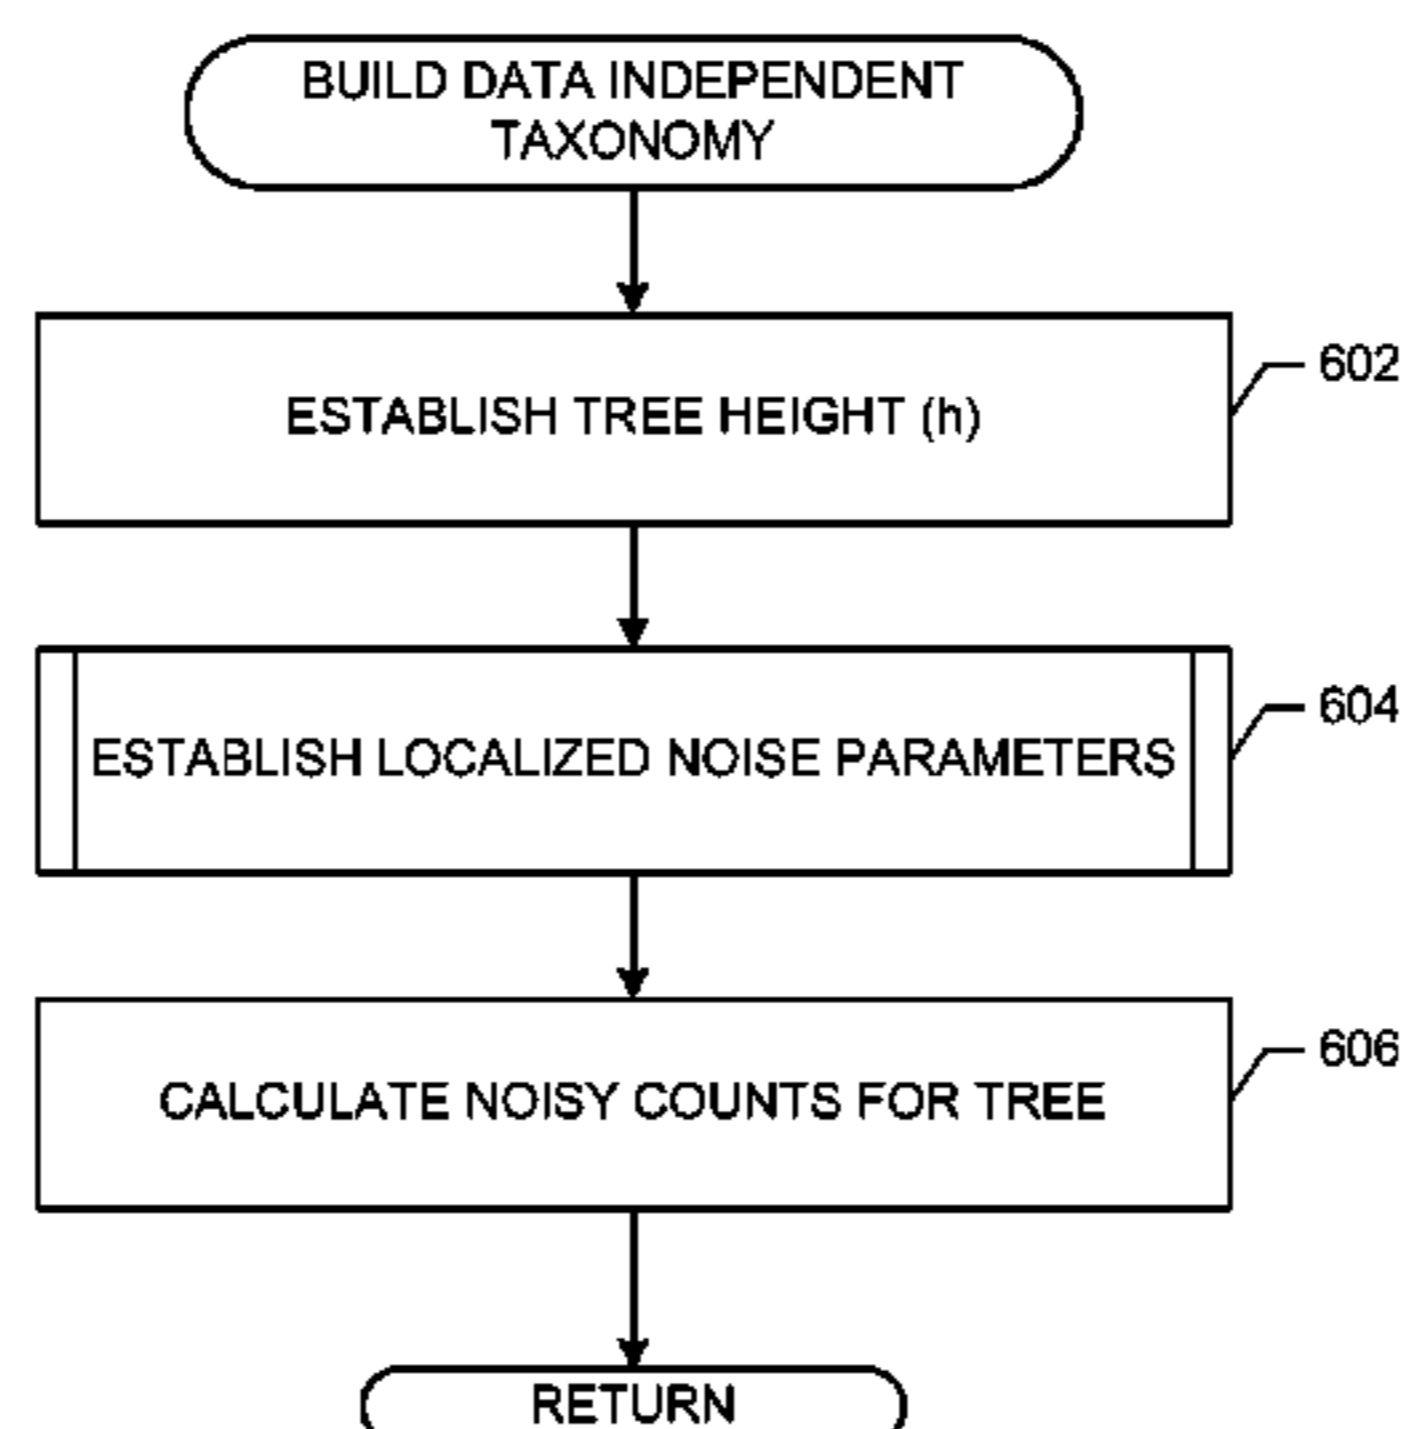 BUILD DATA INDEPENDENT
TAXONOMY
602
ESTABLISH TREE HEIGHT (h)
604
ESTABLISH LOCALIZED NOISE PARAMETERS
606
CALCULATE NOISY COUNTS FOR TREE
RETURN